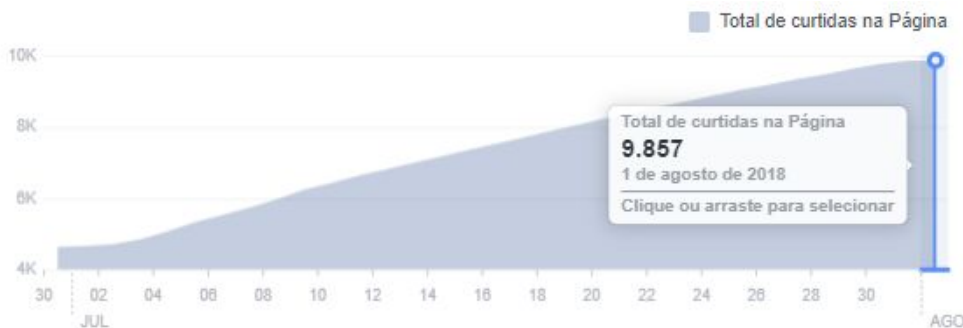 Total de curtidas na Página
10K
8K
6K
4K
Total de curtidas na Página
9.857
1 de agosto de 2018
Clique ou arraste para selecionar
30 02 04 06 08 10 12 14 16 18 20 22 24 26 28 30
JUL AGO